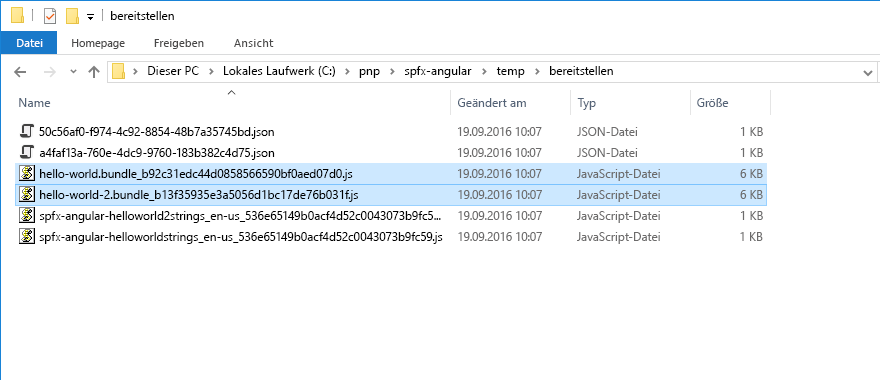 bereitstellen
Datei Homepage Freigeben Ansicht
Dieser PC Lokales Laufwerk (C:) pnp spfx-angular temp bereitstellen
Name Geändert am Typ Größe
50c56af0-f974-4c92-8854-48b7a35745bd.json 19.09.2016 10:07 JSON-Datei 1 KB
a4faf13a-760e-4dc9-9760-183b382c4d75.json 19.09.2016 10:07 JSON-Datei 1 KB
hello-world.bundle_b92c31edc44d0858566590bf0aed07d0.js 19.09.2016 10:07 JavaScript-Datei 6 KB
hello-world-2.bundle_b13f35935e3a5056d1bc17de76b031f.js 19.09.2016 10:07 JavaScript-Datei 6 KB
spfx-angular-helloworld2strings_en-us_536e65149b0acf4d52c0043073b9fc5... 19.09.2016 10:07 JavaScript-Datei 1 KB
spfx-angular-helloworldstrings_en-us_536e65149b0acf4d52c0043073b9fc59.js 19.09.2016 10:07 JavaScript-Datei 1 KB